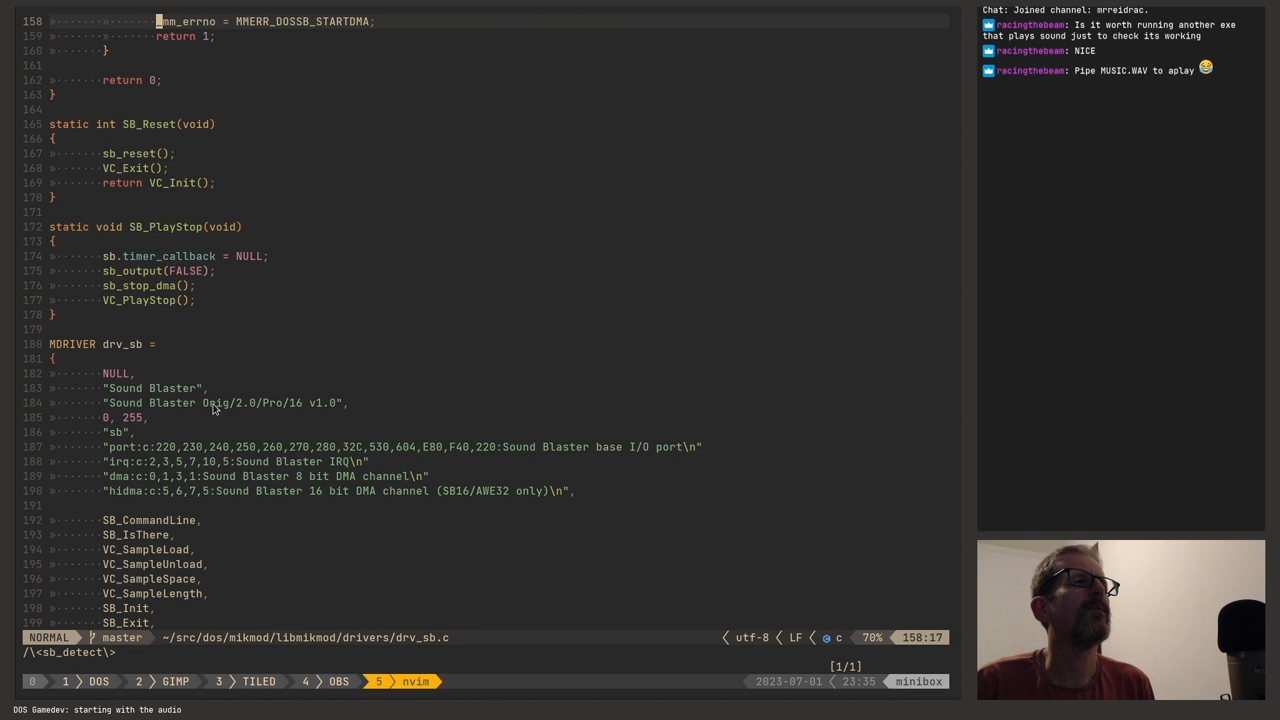 158 » » mm_errno = MMERR_DOSSB_STARTDMA;
159 » » return 1;
160 » }
161
162 » return 0;
163 }
164
165 static int SB_Reset(void)
166 {
167 » sb_reset();
168 » VC_Exit();
169 » return VC_Init();
170 }
171
172 static void SB_PlayStop(void)
173 {
174 » sb.timer_callback = NULL;
175 » sb_output(FALSE);
176 » sb_stop_dma();
177 » VC_PlayStop();
178 }
179
180 MDRIVER drv_sb =
181 {
182 » NULL,
183 » "Sound Blaster",
184 » "Sound Blaster Orig/2.0/Pro/16 v1.0",
185 » 0, 255,
186 » "sb",
187 » "port:c:220,230,240,250,260,270,280,32C,530,604,E80,F40,220:Sound Blaster base I/O port\n"
188 » "irq:c:2,3,5,7,10,5:Sound Blaster IRQ\n"
189 » "dma:c:0,1,3,1:Sound Blaster 8 bit DMA channel\n"
190 » "hidma:c:5,6,7,5:Sound Blaster 16 bit DMA channel (SB16/AWE32 only)\n",
191
192 » SB_CommandLine,
193 » SB_IsThere,
194 » VC_SampleLoad,
195 » VC_SampleUnload,
196 » VC_SampleSpace,
197 » VC_SampleLength,
198 » SB_Init,
199 » SB_Exit,
NORMAL master ~/src/dos/mikmod/libmikmod/drivers/drv_sb.c utf-8 LF c 70% 158:17
/\<sb_detect\>
[1/1]
0 1 DOS 2 GIMP 3 TILED 4 OBS 5 nvim 2023-07-01 23:35 minibox
DOS Gamedev: starting with the audio
Chat: Joined channel: mrreidrac.
racingthebeam: Is it worth running another exe
that plays sound just to check its working
racingthebeam: NICE
racingthebeam: Pipe MUSIC.WAV to aplay 😂